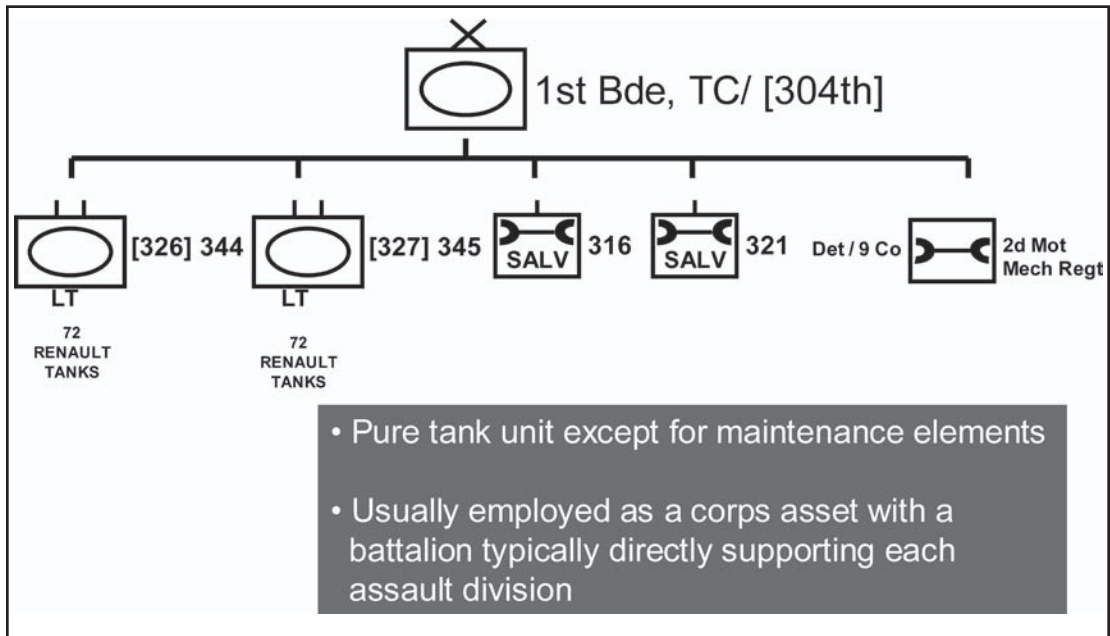 1st Bde, TC/ [304th]
[326] 344
LT
72
RENAULT
TANKS
[327] 345
LT
72
RENAULT
TANKS
SALV
316
SALV
321
Det / 9 Co
2d Mot
Mech Regt
• Pure tank unit except for maintenance elements
• Usually employed as a corps asset with a
battalion typically directly supporting each
assault division